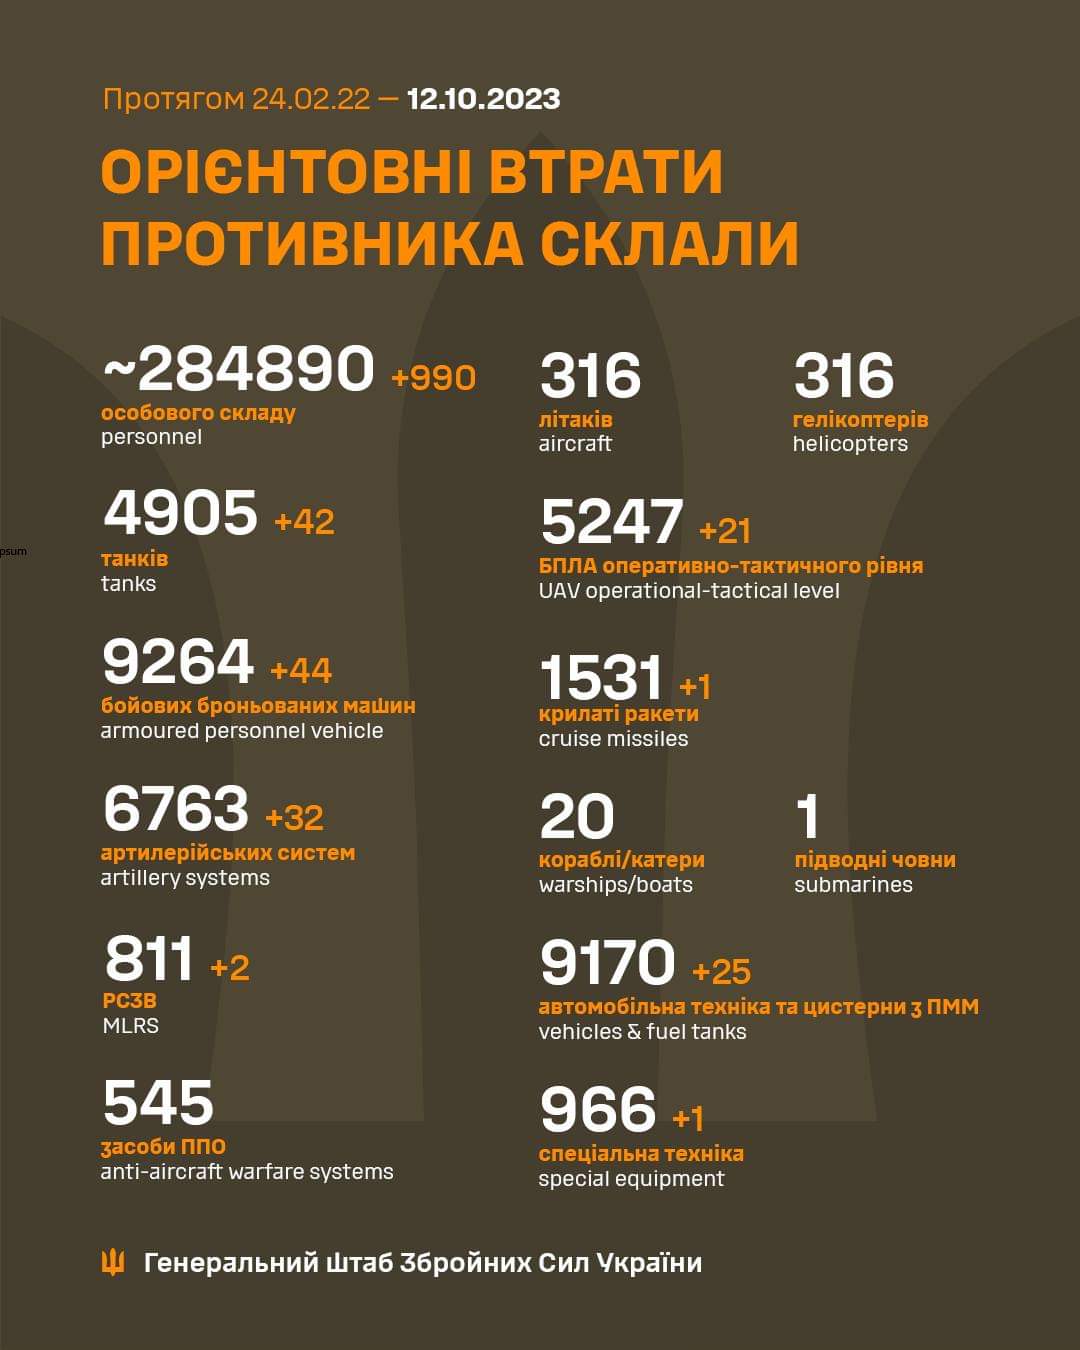 Протягом 24.02.22 — 12.10.2023
ОРІЄНТОВНІ ВТРАТИ
ПРОТИВНИКА СКЛАЛИ
~284890 +990
особового складу
personnel
316
літаків
aircraft
316
гелікоптерів
helicopters
4905 +42
танків
tanks
5247 +21
БПЛА оперативно-тактичного рівня
UAV operational-tactical level
psum
9264 +44
бойових броньованих машин
armoured personnel vehicle
1531 +1
крилаті ракети
cruise missiles
6763 +32
артилерійських систем
artillery systems
20
кораблі/катери
warships/boats
1
підводні човни
submarines
811 +2
РСЗВ
MLRS
9170 +25
автомобільна техніка та цистерни з ПММ
vehicles & fuel tanks
545
засоби ППО
anti-aircraft warfare systems
966 +1
спеціальна техніка
special equipment
Генеральний штаб Збройних Сил України